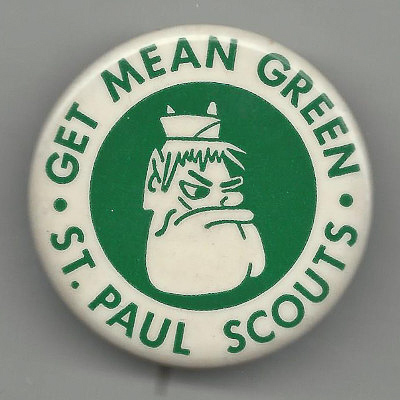 • GET MEAN GREEN •
ST. PAUL SCOUTS